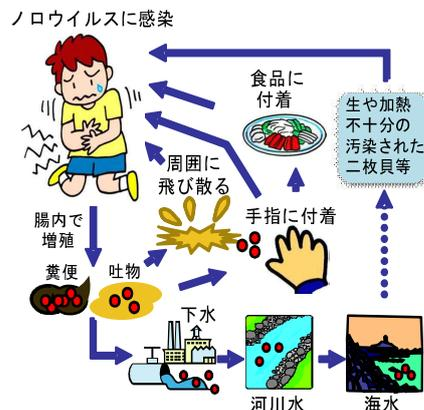 ノロウイルスに感染
食品に
付着
生や加熱
不十分の
汚染された
二枚貝等
周囲に
飛び散る
手指に付着
腸内で
増殖
糞便
吐物
下水
河川水
海水